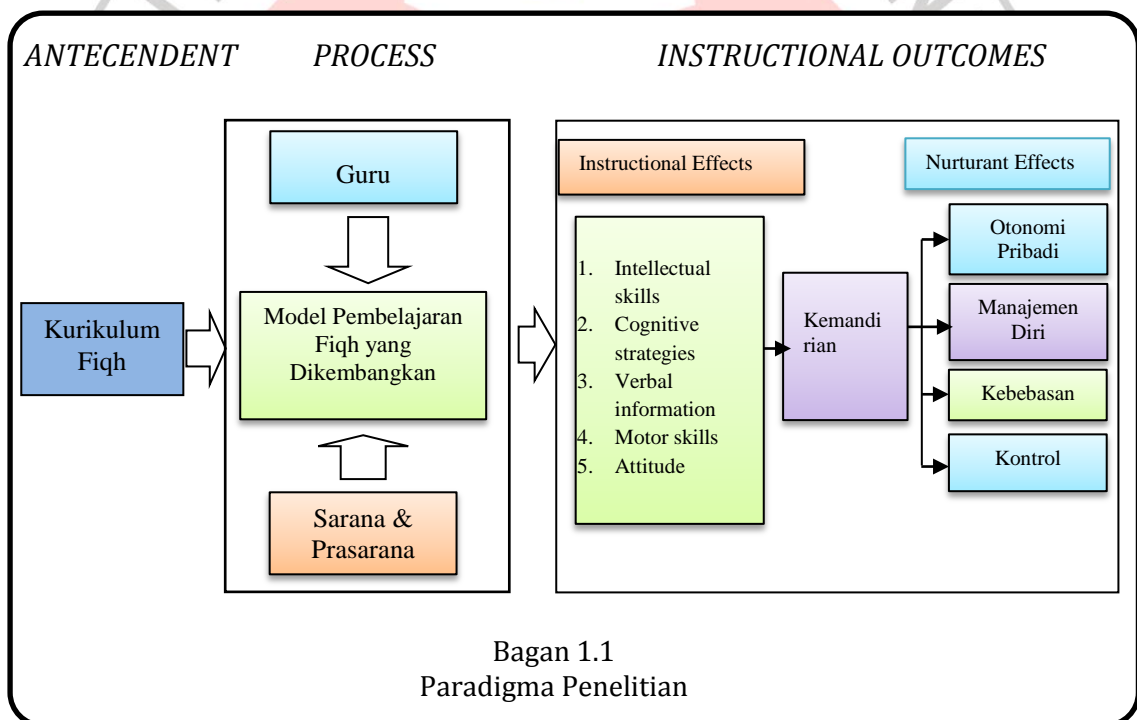 ANTECENDENT PROCESS INSTRUCTIONAL OUTCOMES
Kurikulum
Fiqh
Guru
Model Pembelajaran
Fiqh yang
Dikembangkan
Sarana &
Prasarana
Instructional Effects
1. Intellectual
skills
2. Cognitive
strategies
3. Verbal
information
4. Motor skills
5. Attitude
Kemandi
rian
Nurturant Effects
Otonomi
Pribadi
Manajemen
Diri
Kebebasan
Kontrol
Bagan 1.1
Paradigma Penelitian